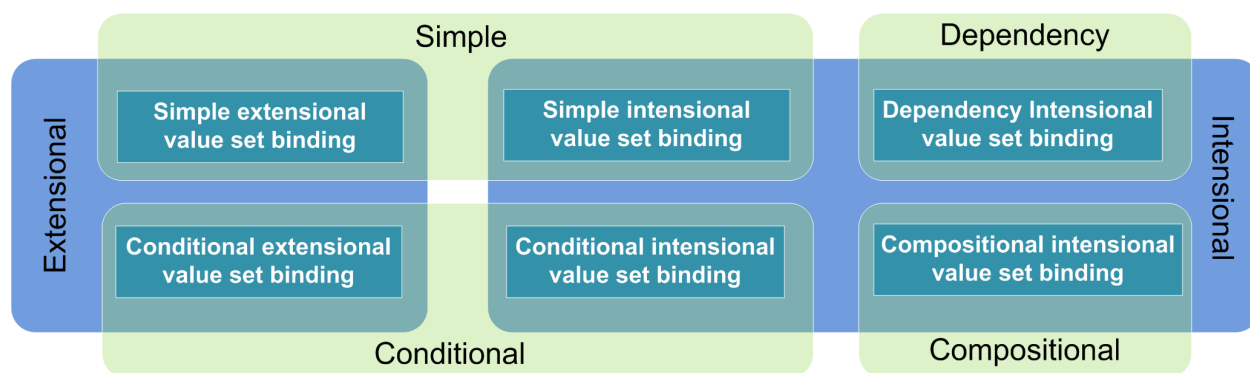 Simple
Dependency
Extensional
Simple extensional
value set binding
Simple intensional
value set binding
Dependency Intensional
value set binding
Intensional
Conditional extensional
value set binding
Conditional intensional
value set binding
Compositional intensional
value set binding
Conditional
Compositional